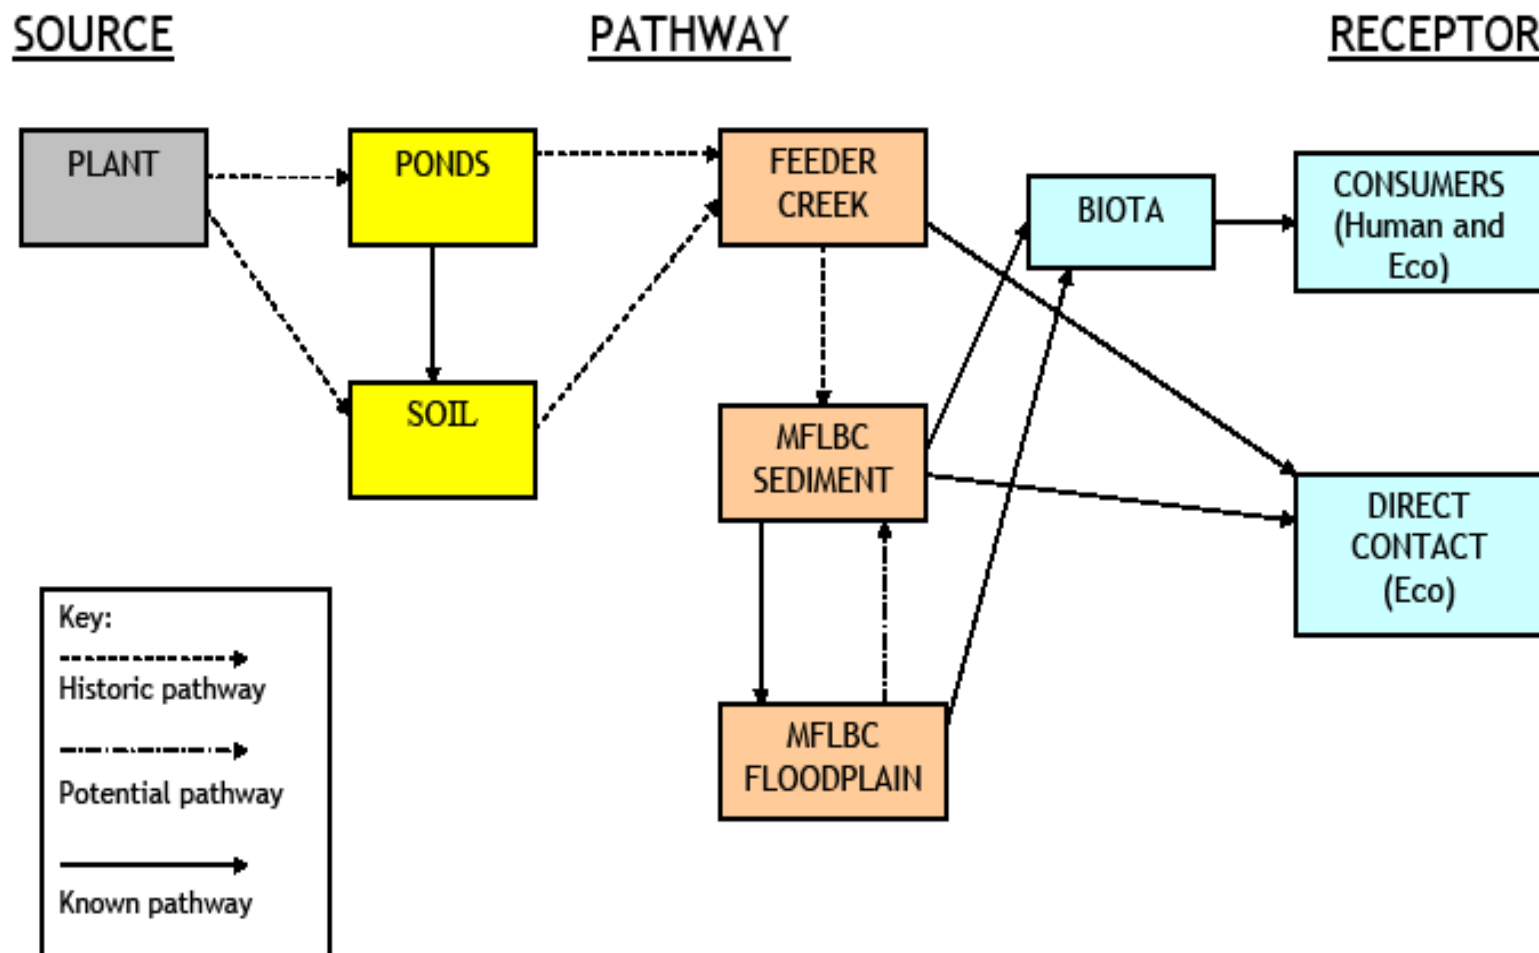 SOURCE
PATHWAY
RECEPTOR
PLANT
PONDS
FEEDER
CREEK
BIOTA
CONSUMERS
(Human and
Eco)
SOIL
MFLBC
SEDIMENT
DIRECT
CONTACT
(Eco)
MFLBC
FLOODPLAIN
Key:
Historic pathway
Potential pathway
Known pathway